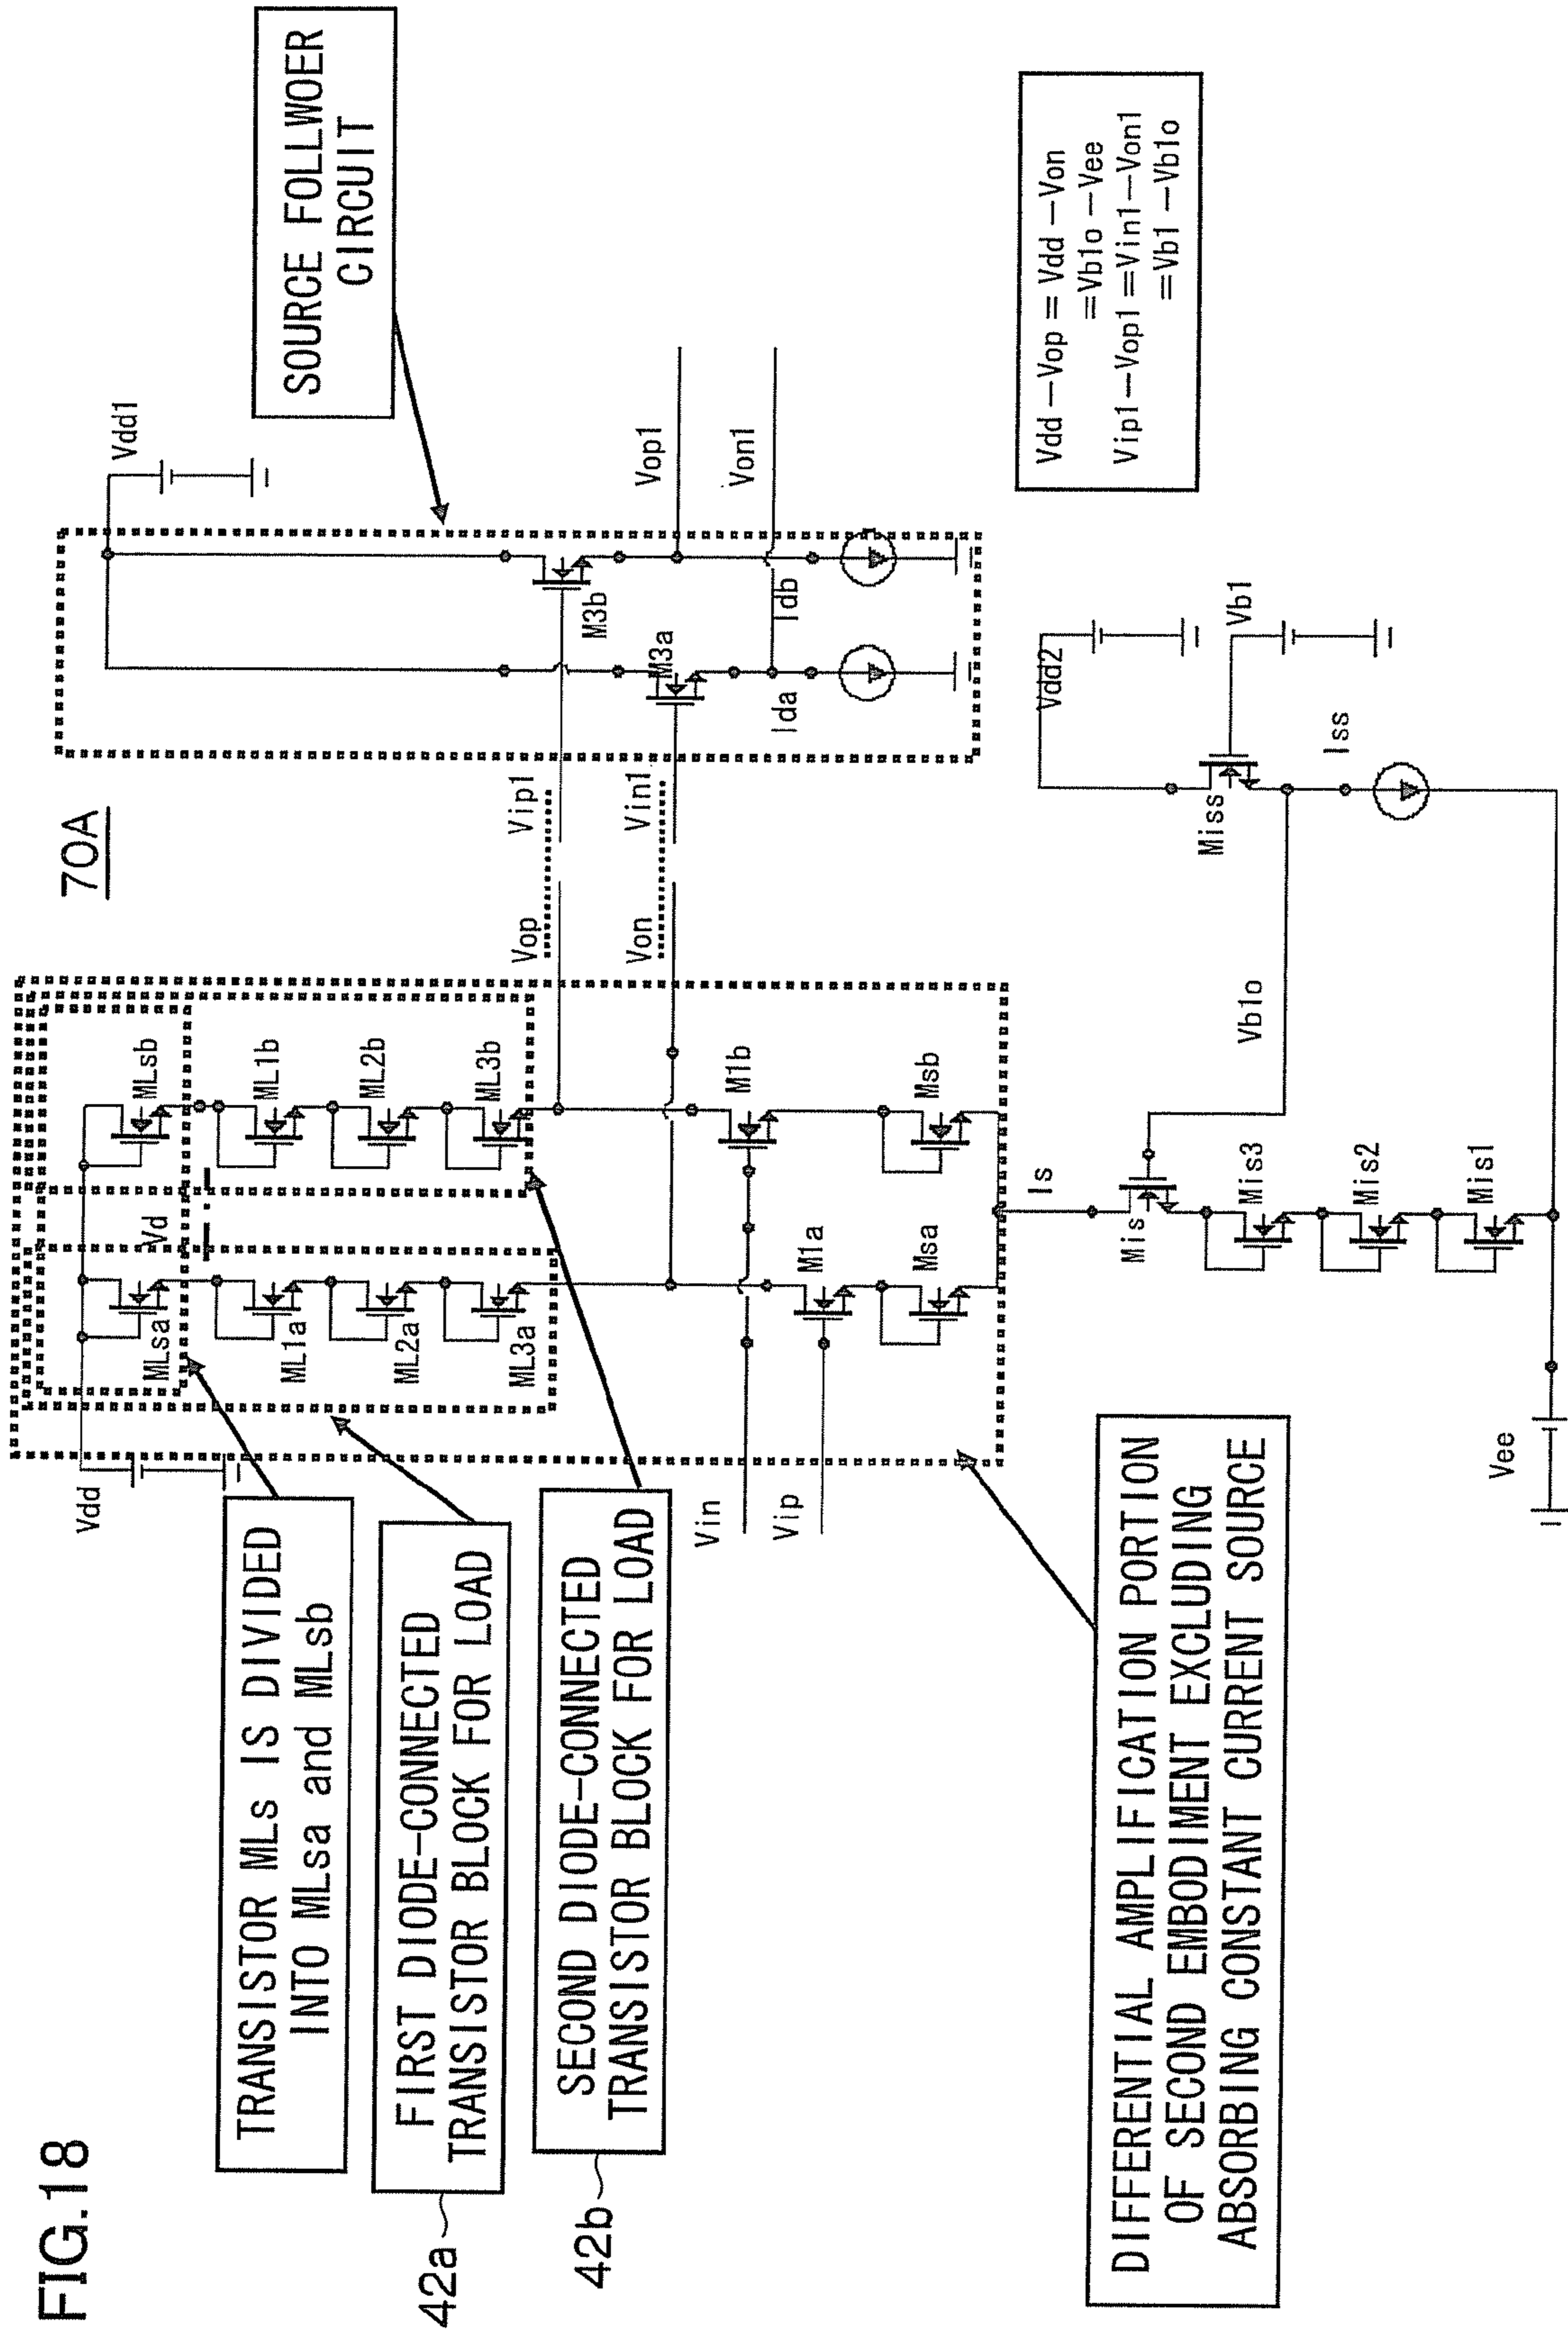 FIG.18
70A
SOURCE FOLLWOER
CIRCUIT
TRANSISTOR MLs IS DIVIDED
INTO MLsa and MLsb
42a
FIRST DIODE-CONNECTED
TRANSISTOR BLOCK FOR LOAD
42b
SECOND DIODE-CONNECTED
TRANSISTOR BLOCK FOR LOAD
DIFFERENTIAL AMPLIFICATION PORTION
OF SECOND EMBODIMENT EXCLUDING
ABSORBING CONSTANT CURRENT SOURCE
Vdd
MLsa
Vd
MLsb
ML1a
ML1b
ML2a
ML2b
ML3a
ML3b
Vop
Vip1
Von
Vin1
Vin
Vip
M1a
M1b
Msa
Msb
Is
Mis
Mis3
Mis2
Mis1
Vee
Vb1o
Vdd1
M3b
M3a
Vop1
Von1
Ida
Idb
Vdd2
Miss
Vb1
Iss
Vdd－Vop＝Vdd－Von
＝Vb1o－Vee
Vip1－Vop1＝Vin1－Von1
＝Vb1－Vb1o